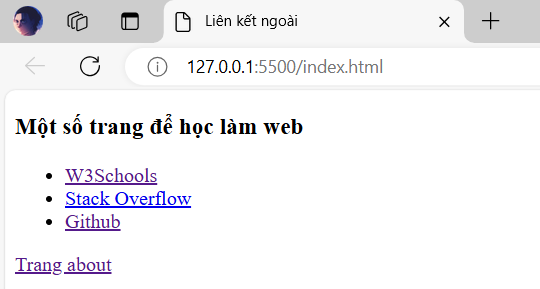 Liên kết ngoài
127.0.0.1:5500/index.html
Một số trang để học làm web
W3Schools
Stack Overflow
Github
Trang about